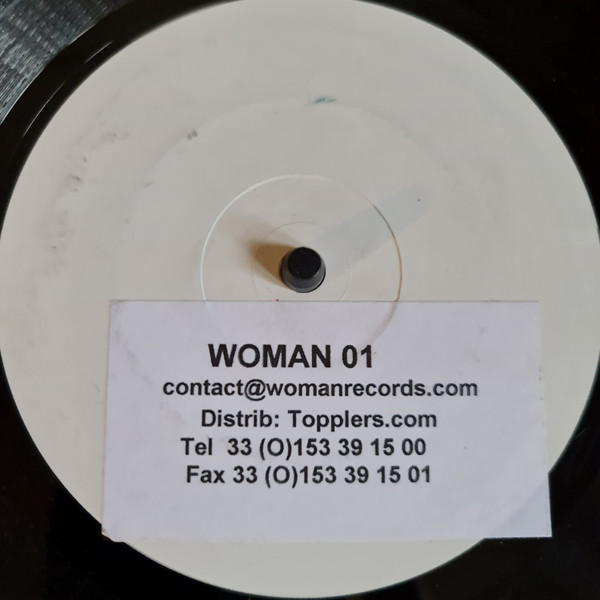 WOMAN 01
contact@womanrecords.com
Distrib: Topplers.com
Tel 33 (O)153 39 15 00
Fax 33 (O)153 39 15 01